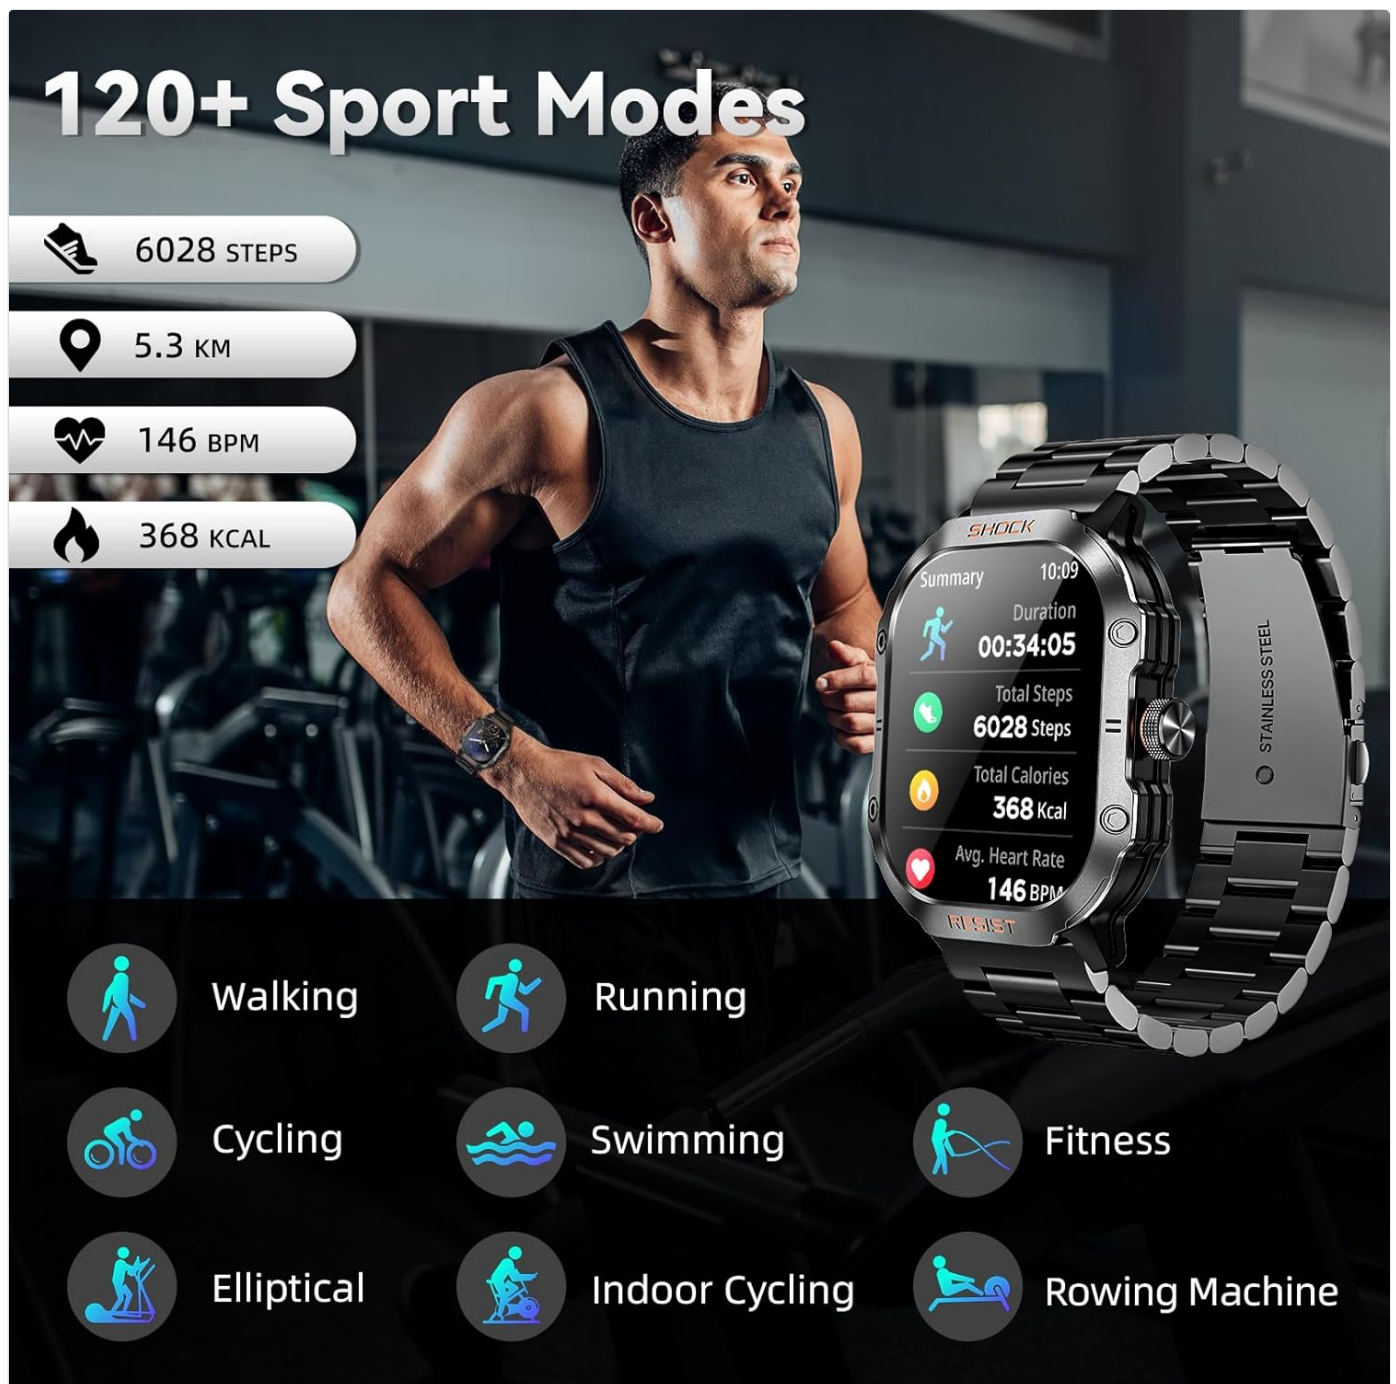 120+ Sport Modes
6028 STEPS
5.3 KM
146 BPM
368 KCAL
SHOCK
Summary 10:09
Duration
00:34:05
Total Steps
6028 Steps
Total Calories
368 Kcal
Avg. Heart Rate
146 BPM
RESIST
STAINLESS STEEL
Walking
Running
Cycling
Swimming
Fitness
Elliptical
Indoor Cycling
Rowing Machine